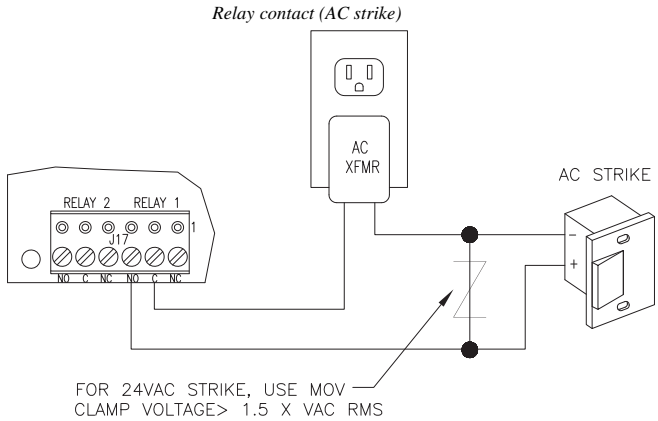 Relay contact (AC strike)
AC
XFMR
AC STRIKE
RELAY 2 RELAY 1
1
J17
NO C NC NO C NC
−
+
FOR 24VAC STRIKE, USE MOV
CLAMP VOLTAGE> 1.5 X VAC RMS